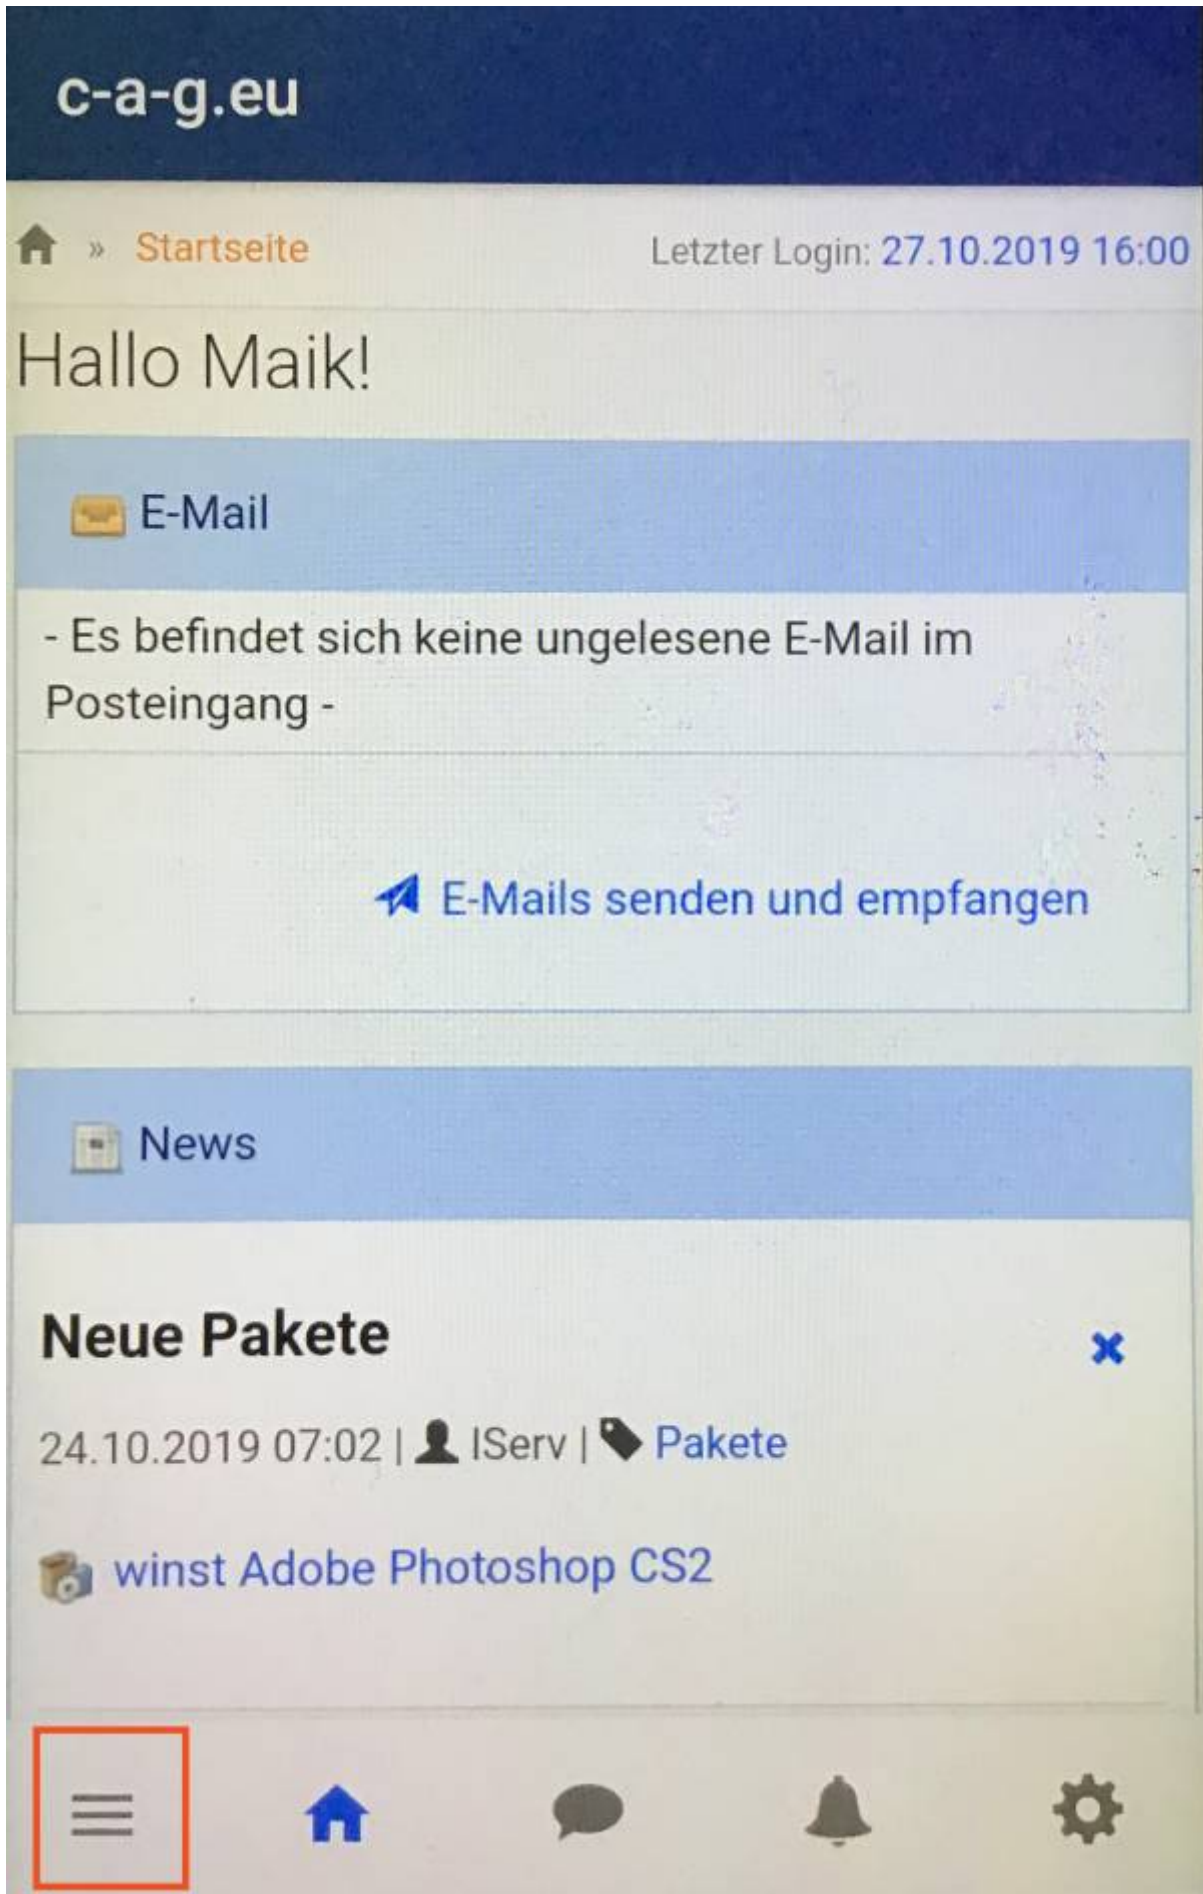 c-a-g.eu
» Startseite Letzter Login: 27.10.2019 16:00
Hallo Maik!
E-Mail
- Es befindet sich keine ungelesene E-Mail im
Posteingang -
E-Mails senden und empfangen
News
Neue Pakete
24.10.2019 07:02 | IServ | Pakete
winst Adobe Photoshop CS2